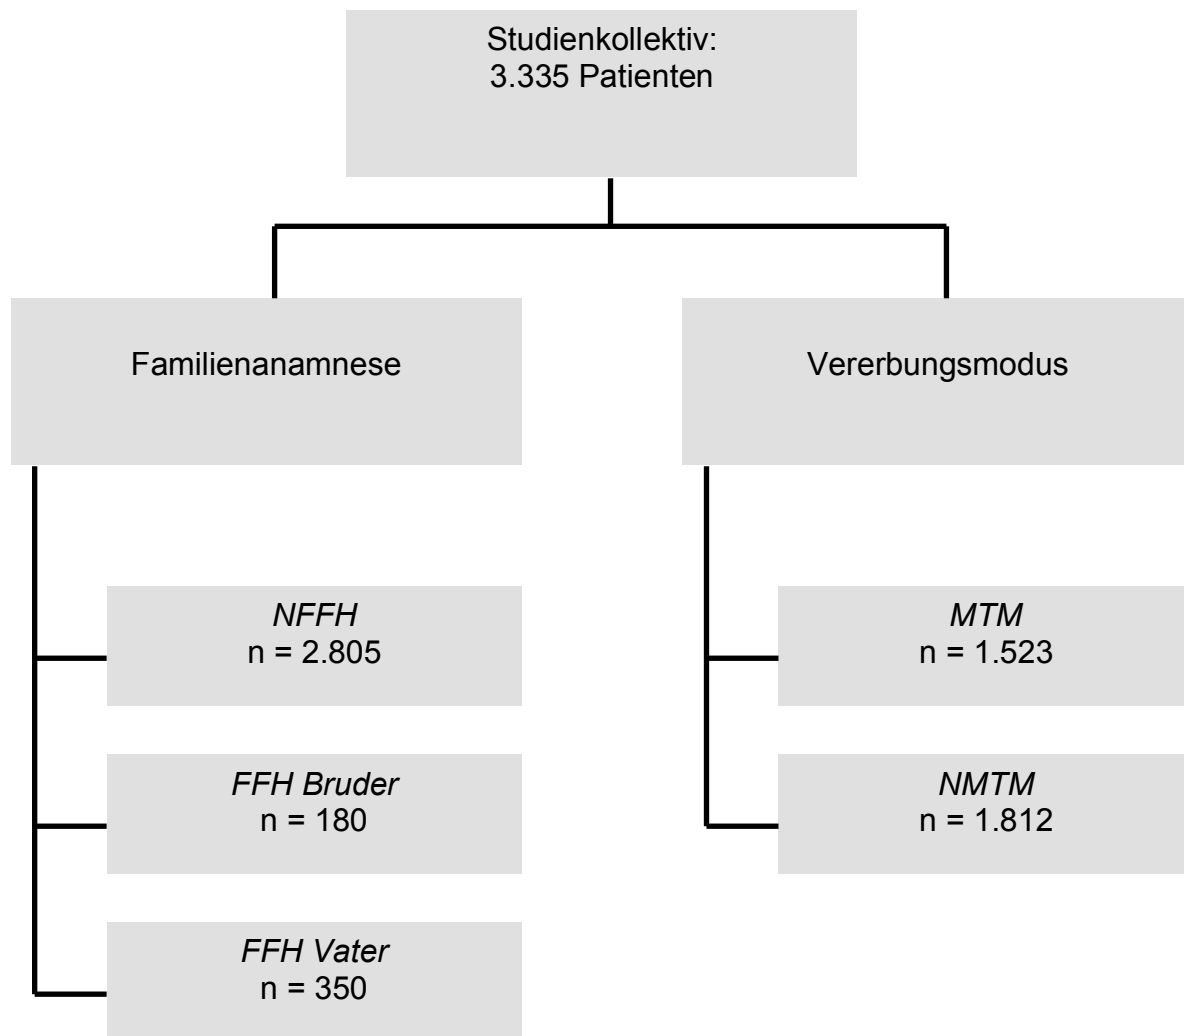 Studienkollektiv:
3.335 Patienten
Familienanamnese
NFFH
n = 2.805
FFH Bruder
n = 180
FFH Vater
n = 350
Vererbungsmodus
MTM
n = 1.523
NMTM
n = 1.812